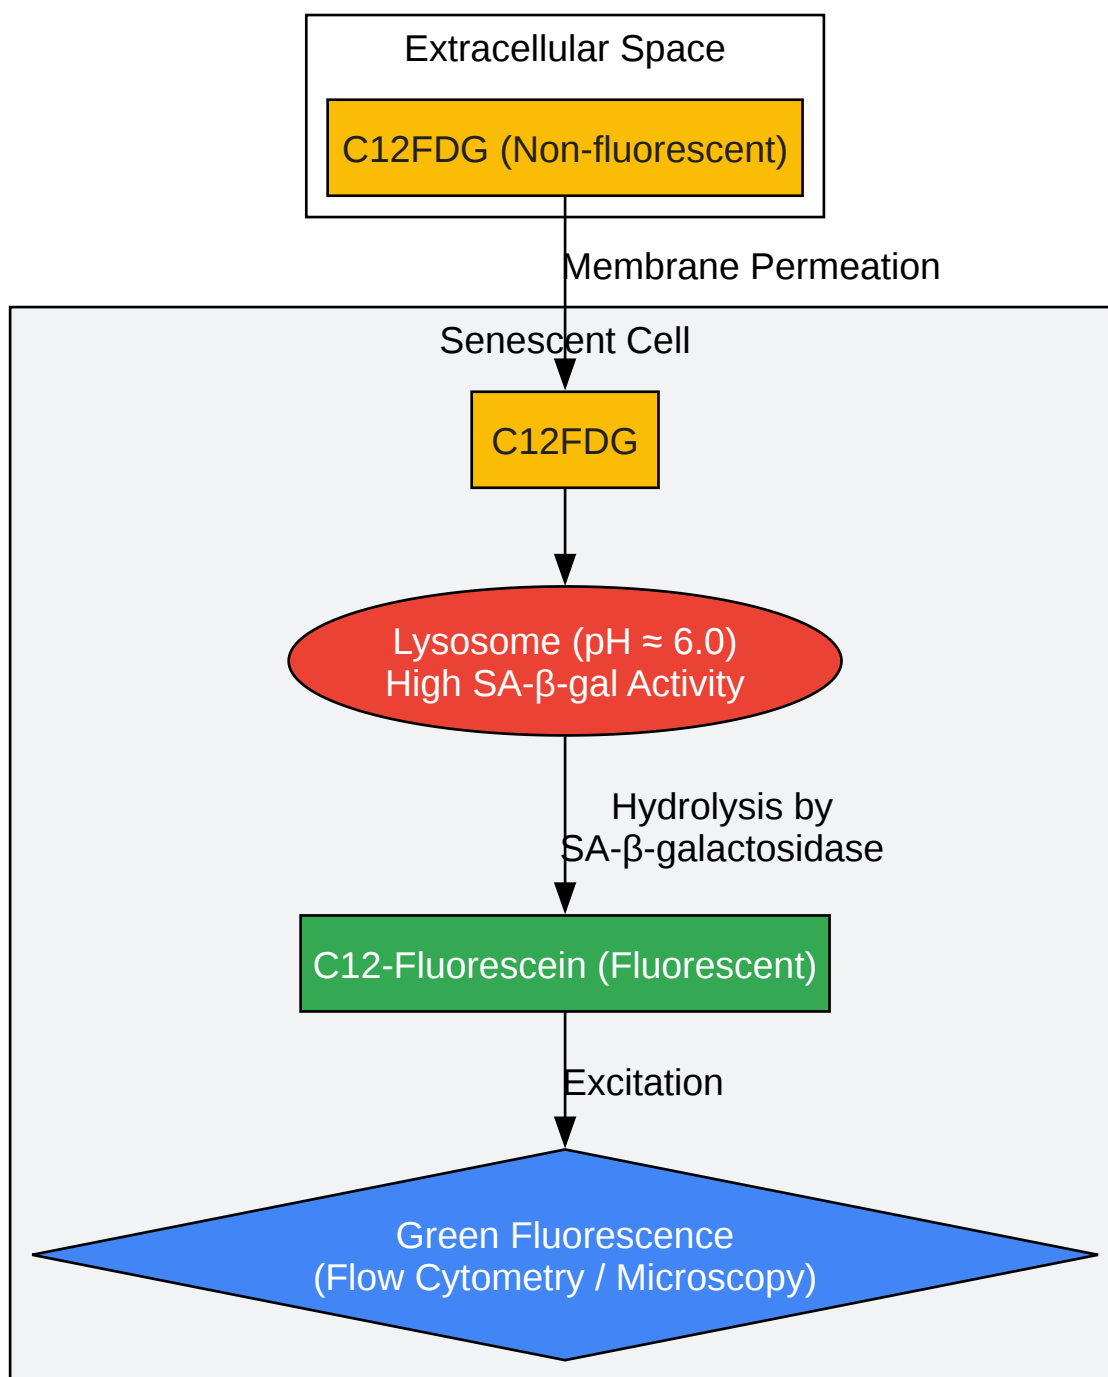 Extracellular Space
C12FDG (Non-fluorescent)
Membrane Permeation
Senescent Cell
C12FDG
Lysosome (pH ≈ 6.0)
High SA-β-gal Activity
Hydrolysis by
SA-β-galactosidase
C12-Fluorescein (Fluorescent)
Excitation
Green Fluorescence
(Flow Cytometry / Microscopy)